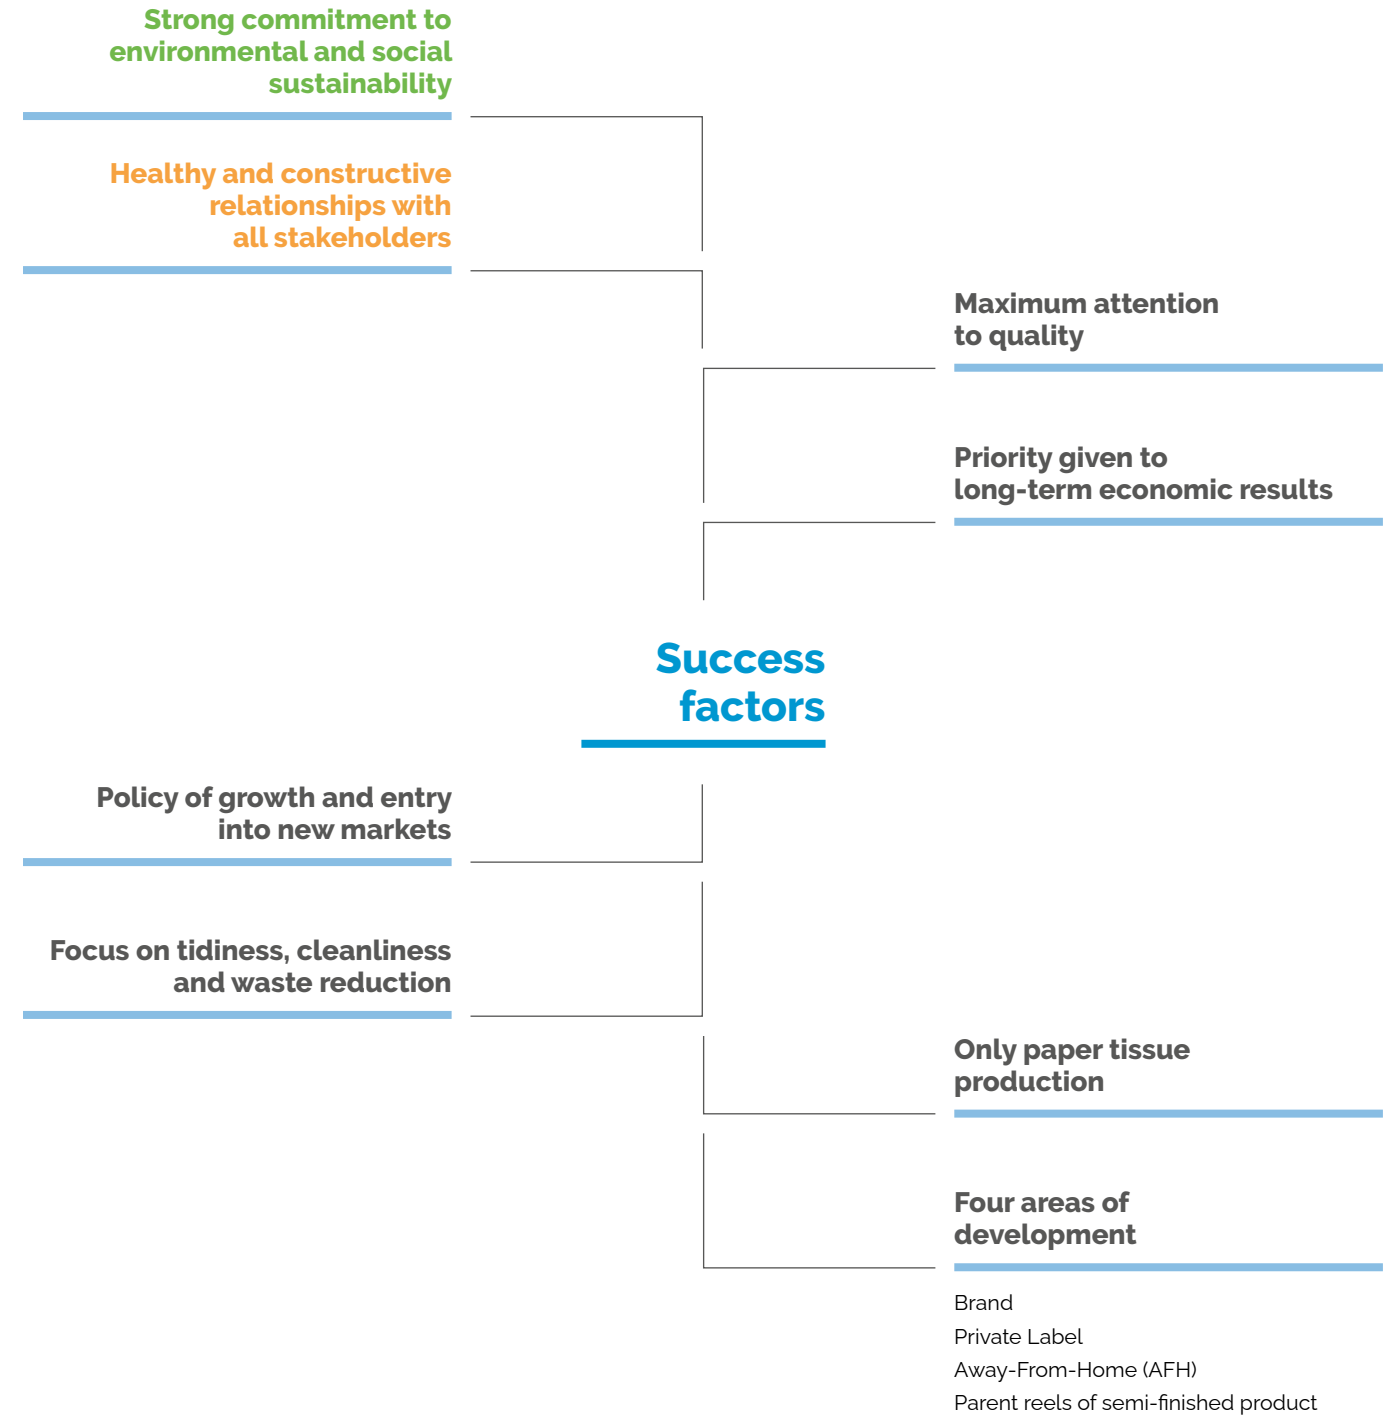 Strong commitment to
environmental and social
sustainability
Healthy and constructive
relationships with
all stakeholders
Maximum attention
to quality
Priority given to
long-term economic results
Success
factors
Policy of growth and entry
into new markets
Focus on tidiness, cleanliness
and waste reduction
Only paper tissue
production
Four areas of
development
Brand
Private Label
Away-From-Home (AFH)
Parent reels of semi-finished product